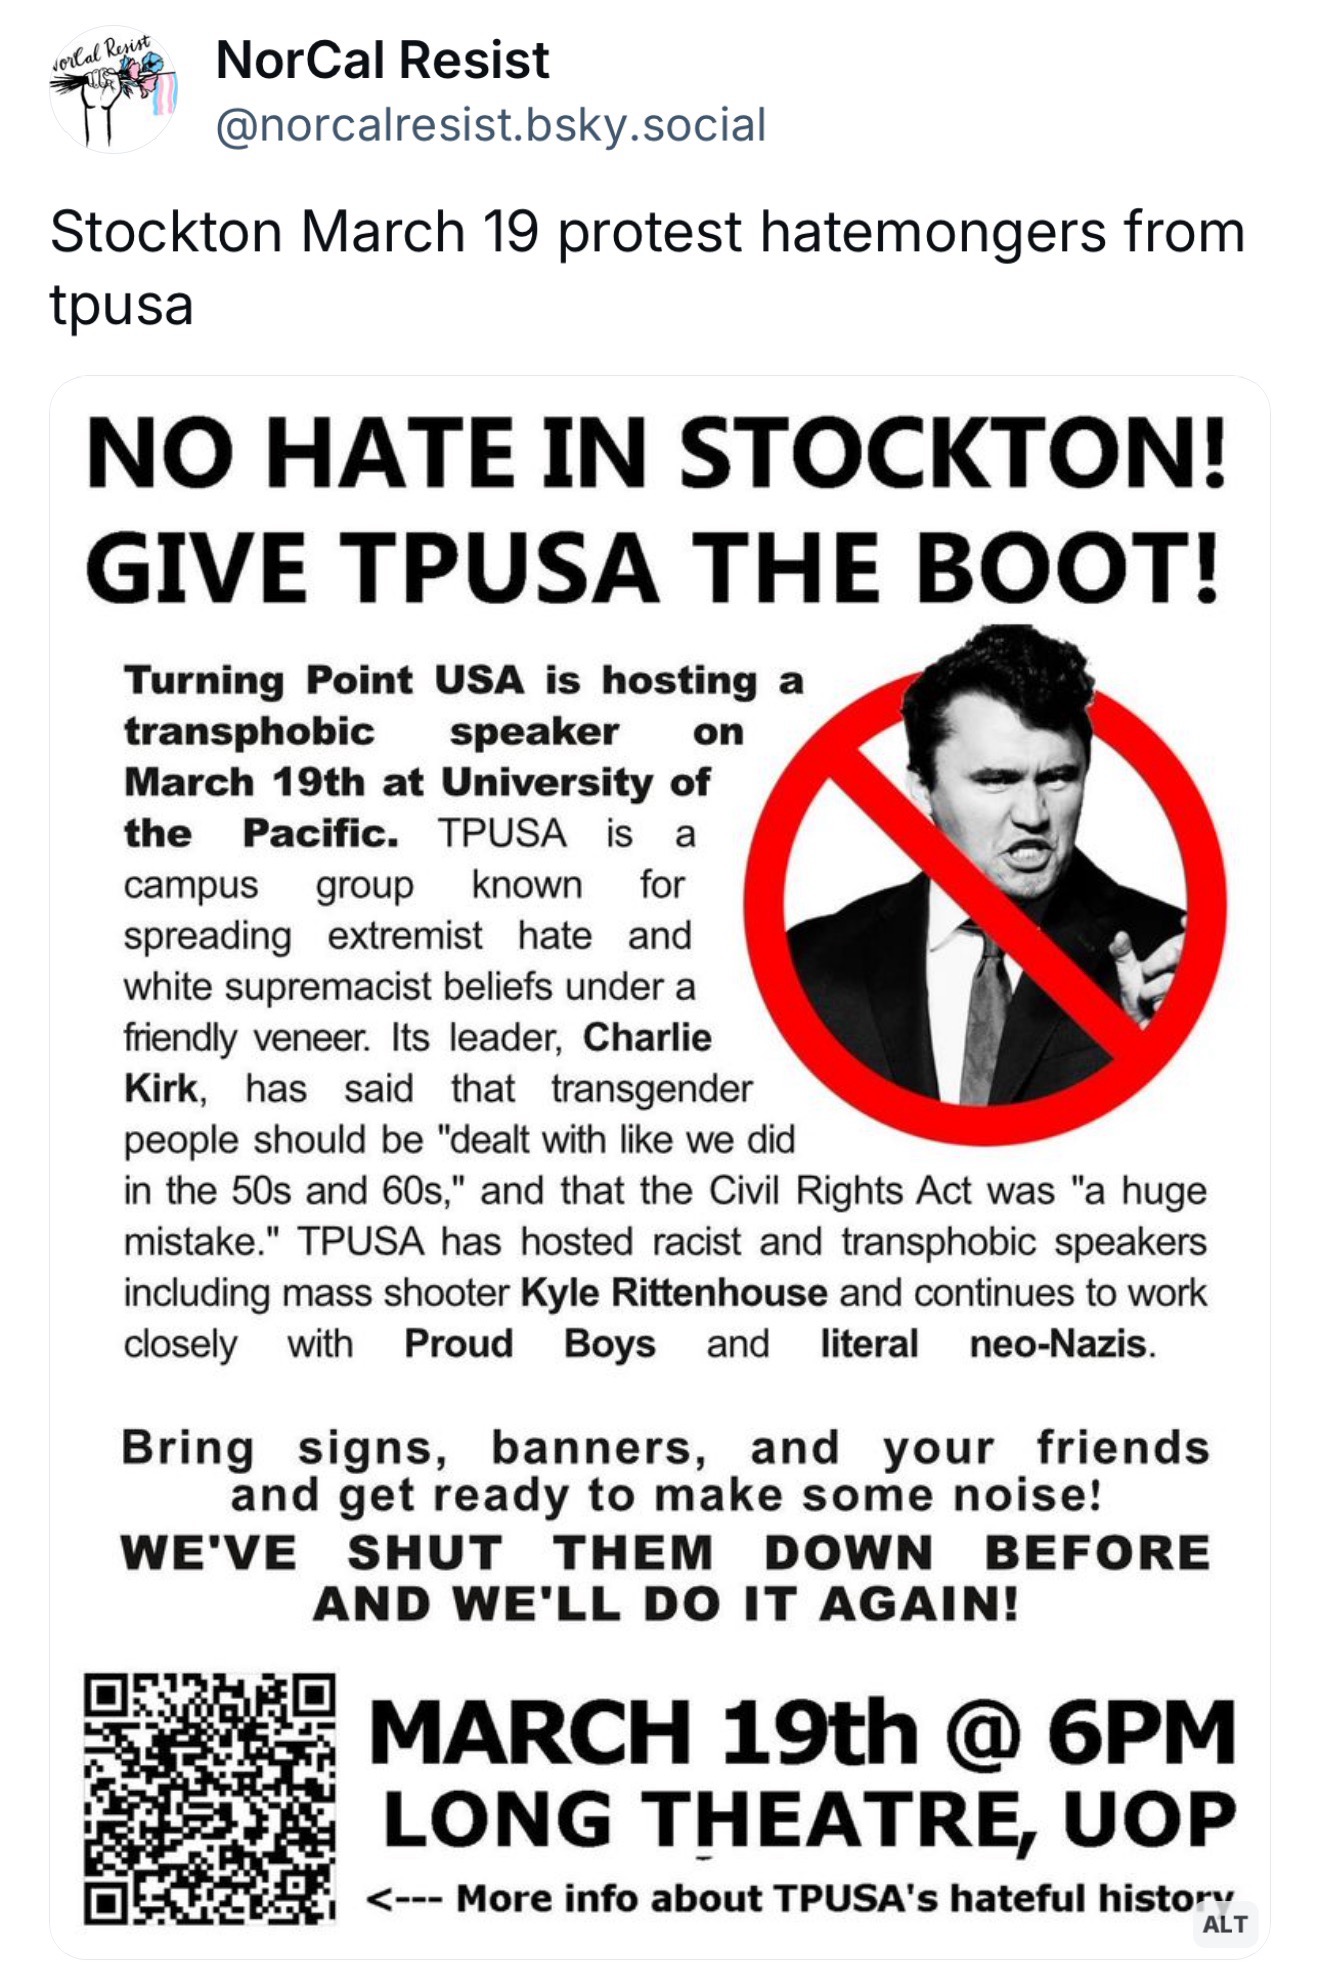 NorCal Resist
NorCal Resist
@norcalresist.bsky.social
Stockton March 19 protest hatemongers from
tpusa
NO HATE IN STOCKTON!
GIVE TPUSA THE BOOT!
Turning Point USA is hosting a
transphobic speaker on
March 19th at University of
the Pacific. TPUSA is a
campus group known for
spreading extremist hate and
white supremacist beliefs under a
friendly veneer. Its leader, Charlie
Kirk, has said that transgender
people should be "dealt with like we did
in the 50s and 60s," and that the Civil Rights Act was "a huge
mistake." TPUSA has hosted racist and transphobic speakers
including mass shooter Kyle Rittenhouse and continues to work
closely with Proud Boys and literal neo-Nazis.
Bring signs, banners, and your friends
and get ready to make some noise!
WE'VE SHUT THEM DOWN BEFORE
AND WE'LL DO IT AGAIN!
MARCH 19th @ 6PM
LONG THEATRE, UOP
<--- More info about TPUSA's hateful history
ALT